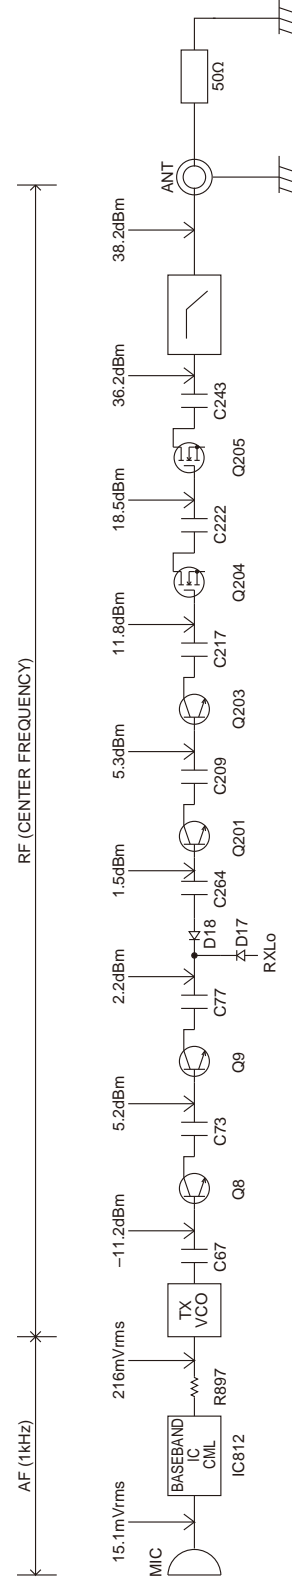 AF (1kHz)
RF (CENTER FREQUENCY)
15.1mVrms
216mVrms
–11.2dBm
5.2dBm
2.2dBm
1.5dBm
5.3dBm
11.8dBm
18.5dBm
36.2dBm
38.2dBm
MIC
BASEBAND
IC
CML
IC812
R897
TX
VCO
C67
Q8
C73
Q9
C77
D18
D17
RXLo
C264
Q201
C209
Q203
C217
Q204
C222
Q205
C243
ANT
50Ω